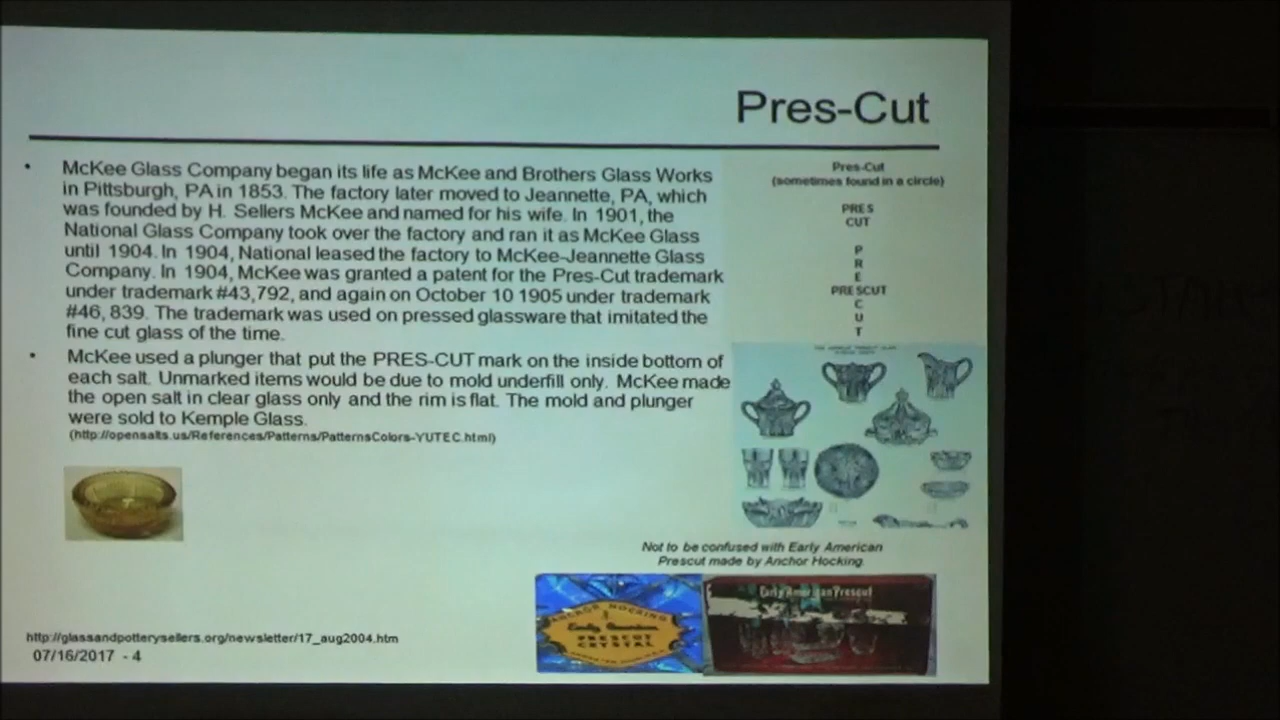 Pres-Cut
• McKee Glass Company began its life as McKee and Brothers Glass Works
in Pittsburgh, PA in 1853. The factory later moved to Jeannette, PA, which
was founded by H. Sellers McKee and named for his wife. In 1901, the
National Glass Company took over the factory and ran it as McKee Glass
until 1904. In 1904, National leased the factory to McKee-Jeannette Glass
Company. In 1904, McKee was granted a patent for the Pres-Cut trademark
under trademark #43,792, and again on October 10 1905 under trademark
#46, 839. The trademark was used on pressed glassware that imitated the
fine cut glass of the time.
• McKee used a plunger that put the PRES-CUT mark on the inside bottom of
each salt. Unmarked items would be due to mold underfill only. McKee made
the open salt in clear glass only and the rim is flat. The mold and plunger
were sold to Kemple Glass.
(http://opensalts.us/References/Patterns/PatternsColors-YUTEC.html)
Pres-Cut
(sometimes found in a circle)
PRES
CUT
P
R
E
PRESCUT
C
U
T
Not to be confused with Early American
Prescut made by Anchor Hocking.
ANCHOR HOCKING
Early American
PRESCUT
CRYSTAL
Early American Prescut
http://glassandpotterysellers.org/newsletter/17_aug2004.htm
07/16/2017 - 4